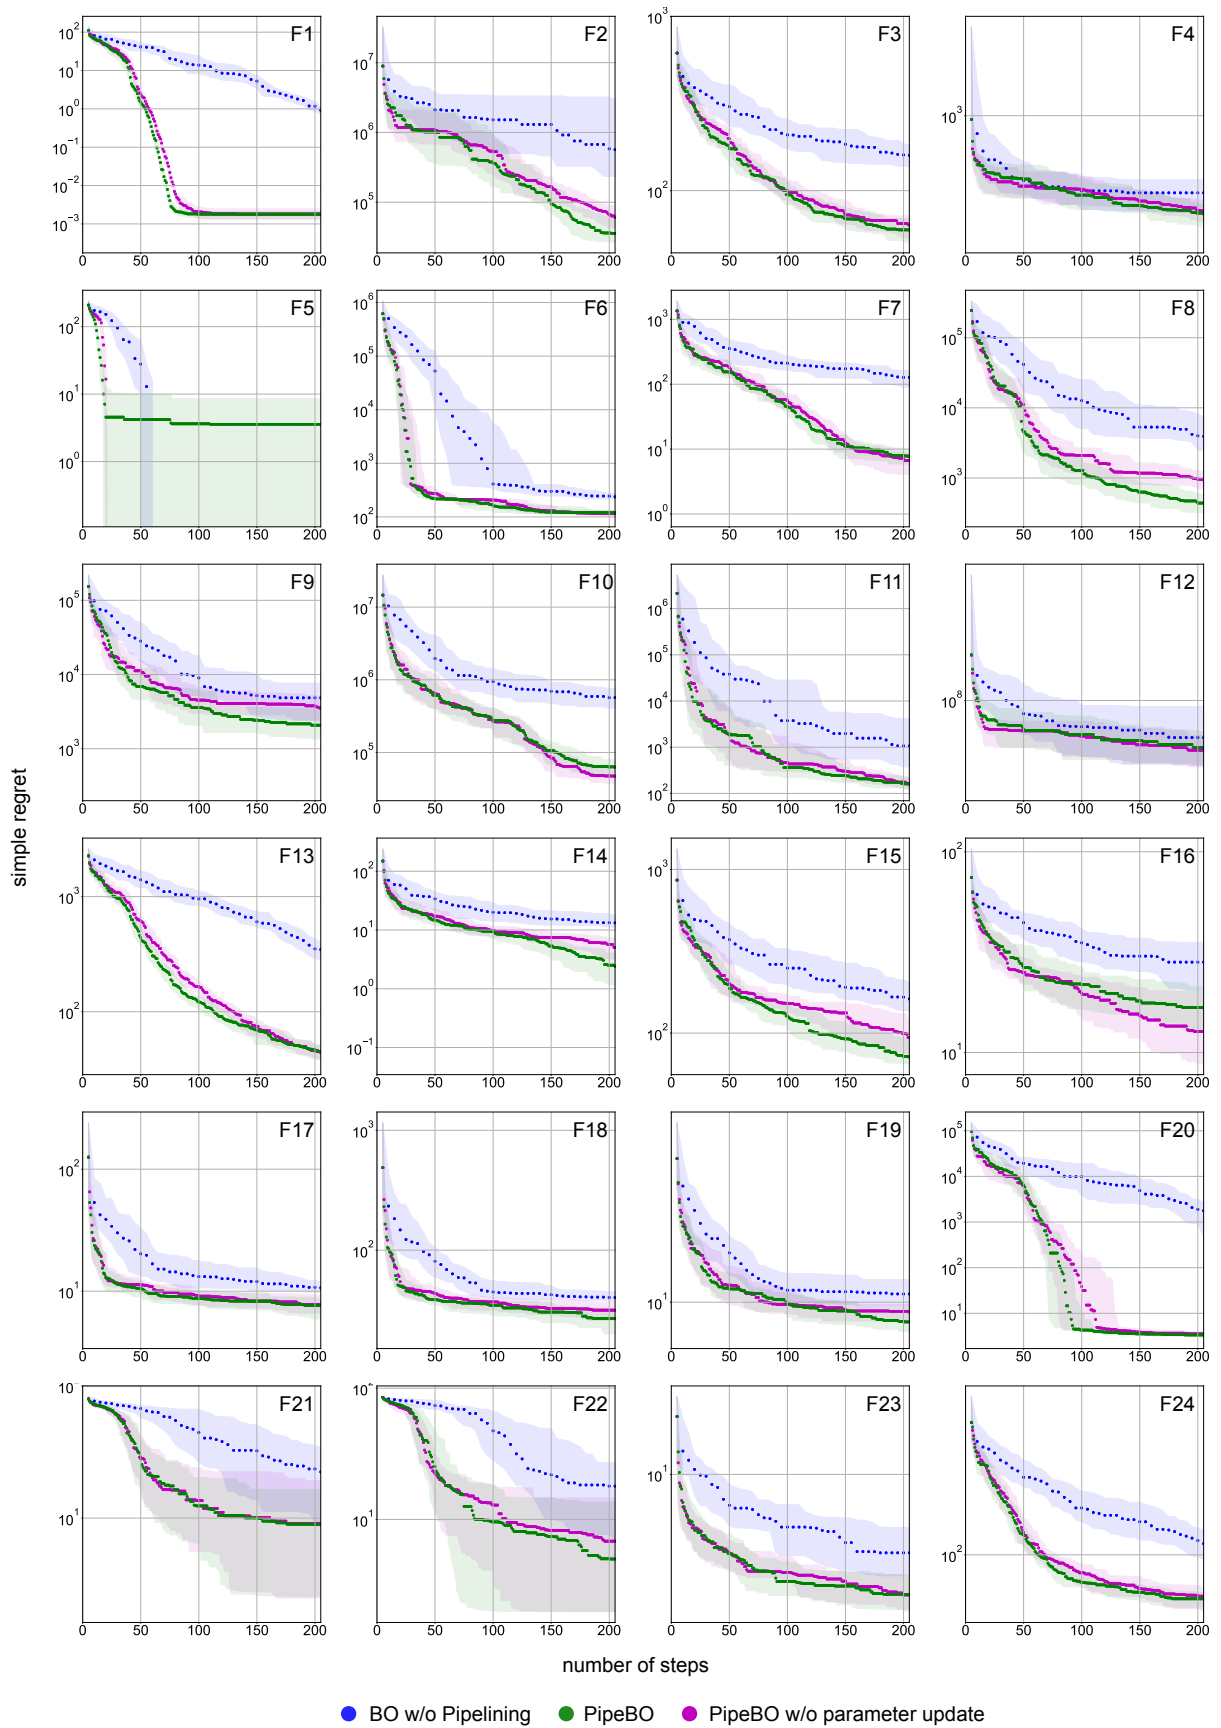 F1 F2 F3 F4
10² 10¹ 10⁰ 10⁻¹ 10⁻² 10⁻³
10⁷ 10⁶ 10⁵
10³ 10²
10³
0 50 100 150 200 0 50 100 150 200 0 50 100 150 200 0 50 100 150 200
F5 F6 F7 F8
10² 10¹ 10⁰
10⁶ 10⁵ 10⁴ 10³ 10²
10³ 10² 10¹ 10⁰
10⁵ 10⁴ 10³
0 50 100 150 200 0 50 100 150 200 0 50 100 150 200 0 50 100 150 200
F9 F10 F11 F12
10⁵ 10⁴ 10³
10⁷ 10⁶ 10⁵
10⁶ 10⁵ 10⁴ 10³ 10²
10⁸
0 50 100 150 200 0 50 100 150 200 0 50 100 150 200 0 50 100 150 200
simple regret
F13 F14 F15 F16
10³ 10²
10² 10¹ 10⁰ 10⁻¹
10³ 10²
10² 10¹
0 50 100 150 200 0 50 100 150 200 0 50 100 150 200 0 50 100 150 200
F17 F18 F19 F20
10² 10¹
10³ 10²
10¹
10⁵ 10⁴ 10³ 10² 10¹
0 50 100 150 200 0 50 100 150 200 0 50 100 150 200 0 50 100 150 200
F21 F22 F23 F24
10¹
10¹
10¹
10²
0 50 100 150 200 0 50 100 150 200 0 50 100 150 200 0 50 100 150 200
number of steps
BO w/o Pipelining PipeBO PipeBO w/o parameter update